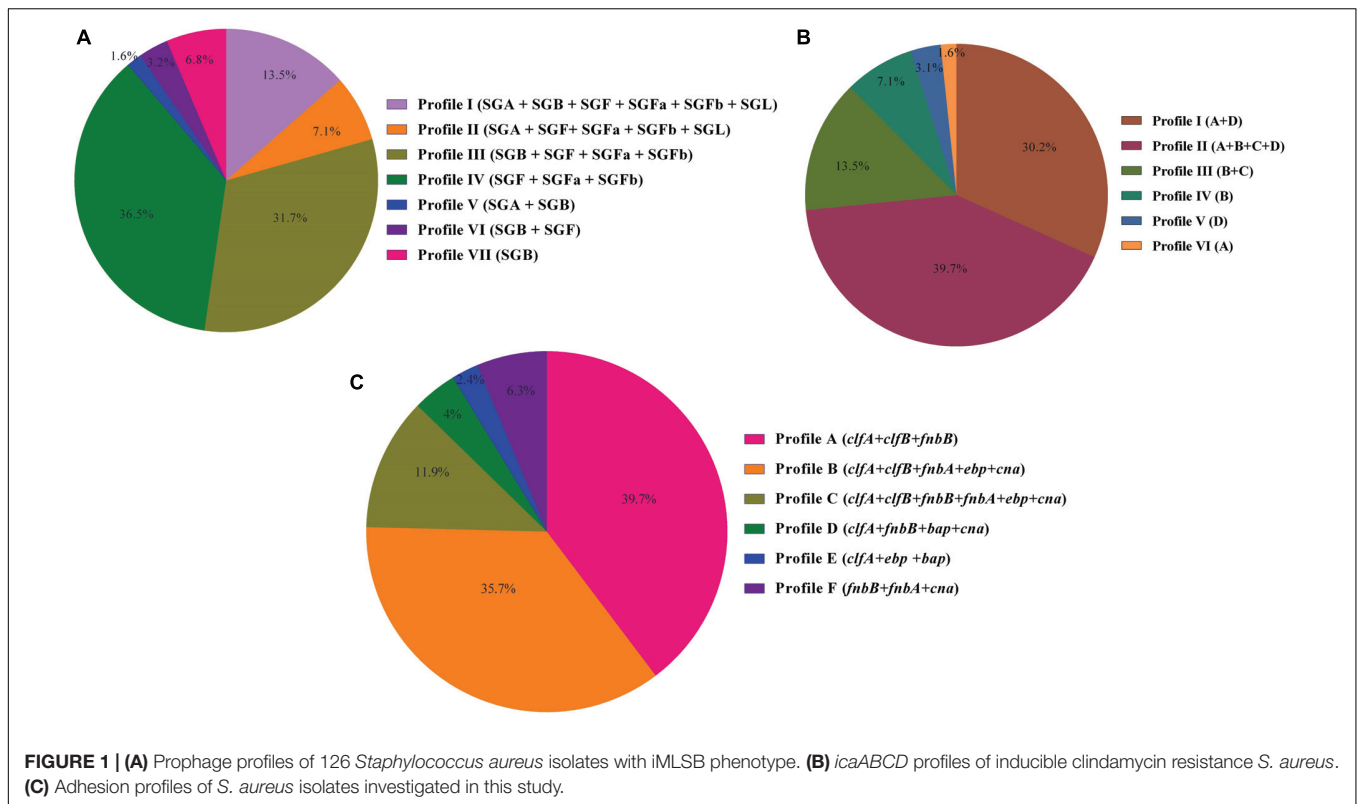 A
1.6%
3.2%
6.8%
13.5%
7.1%
31.7%
36.5%
Profile I (SGA + SGB + SGF + SGFa + SGFb + SGL)
Profile II (SGA + SGF+ SGFa + SGFb + SGL)
Profile III (SGB + SGF + SGFa + SGFb)
Profile IV (SGF + SGFa + SGFb)
Profile V (SGA + SGB)
Profile VI (SGB + SGF)
Profile VII (SGB)
B
1.6%
3.1%
7.1%
13.5%
30.2%
39.7%
Profile I (A+D)
Profile II (A+B+C+D)
Profile III (B+C)
Profile IV (B)
Profile V (D)
Profile VI (A)
C
2.4%
6.3%
4%
11.9%
39.7%
35.7%
Profile A (clfA+clfB+fnbB)
Profile B (clfA+clfB+fnbA+ebp+cna)
Profile C (clfA+clfB+fnbB+fnbA+ebp+cna)
Profile D (clfA+fnbB+bap+cna)
Profile E (clfA+ebp +bap)
Profile F (fnbB+fnbA+cna)
FIGURE 1 | (A) Prophage profiles of 126 Staphylococcus aureus isolates with iMLSB phenotype. (B) icaABCD profiles of inducible clindamycin resistance S. aureus.
(C) Adhesion profiles of S. aureus isolates investigated in this study.